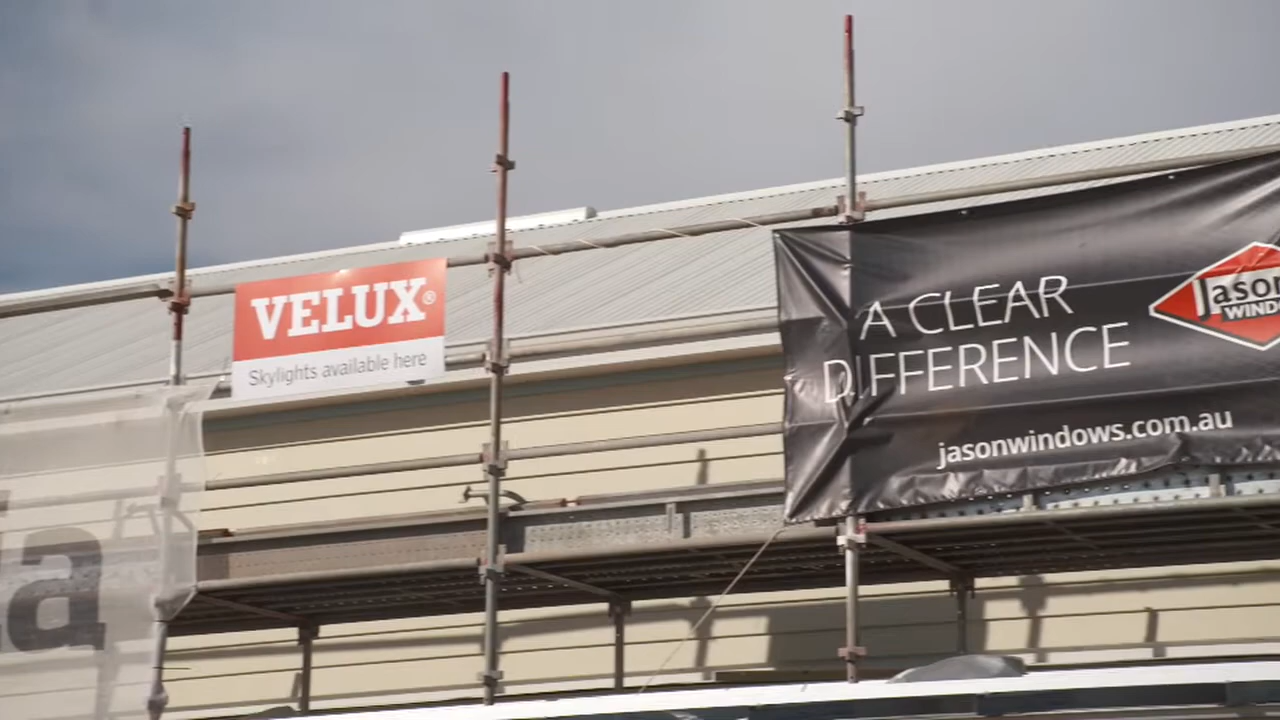 VELUX®
Skylights available here
A CLEAR
DIFFERENCE
Jason
jasonwindows.com.au